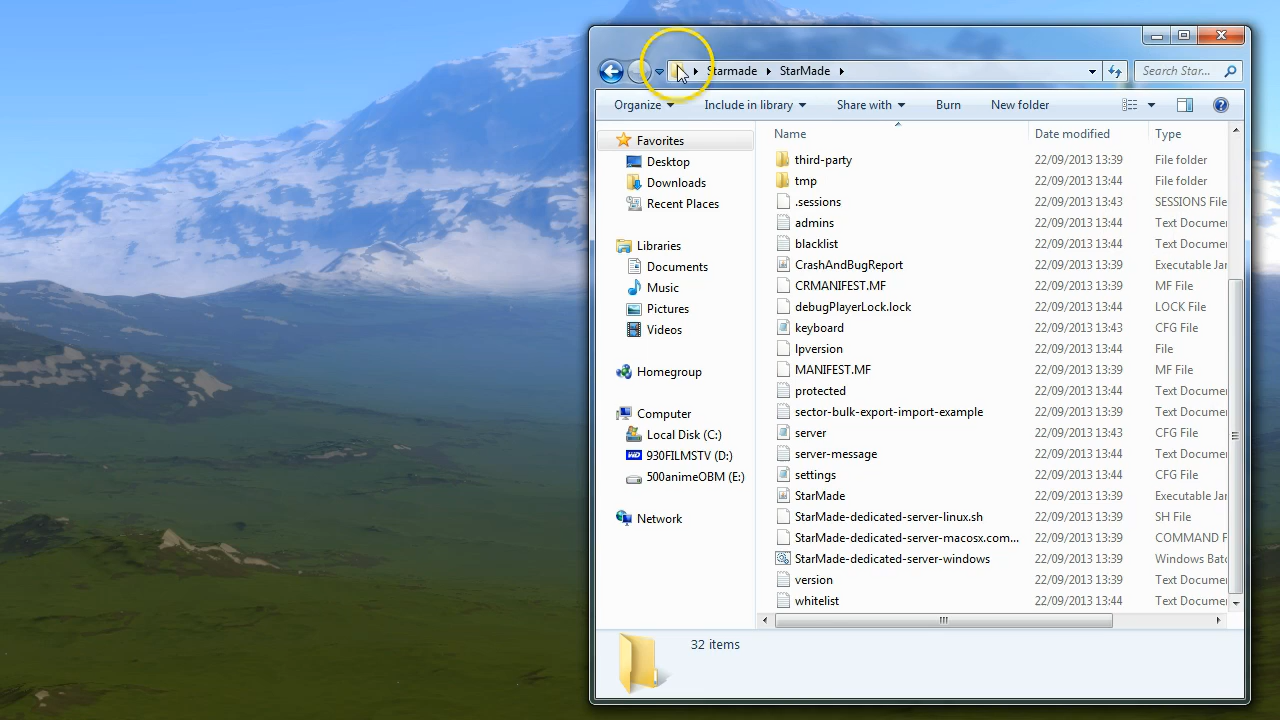 Starmade StarMade Search Star...
Organize Include in library Share with Burn New folder
Favorites
Desktop
Downloads
Recent Places
Libraries
Documents
Music
Pictures
Videos
Homegroup
Computer
Local Disk (C:)
WD 930FILMSTV (D:)
500animeOBM (E:)
Network
Name Date modified Type
third-party 22/09/2013 13:39 File folder
tmp 22/09/2013 13:44 File folder
.sessions 22/09/2013 13:43 SESSIONS File
admins 22/09/2013 13:44 Text Docume
blacklist 22/09/2013 13:44 Text Docume
CrashAndBugReport 22/09/2013 13:39 Executable Jar
CRMANIFEST.MF 22/09/2013 13:39 MF File
debugPlayerLock.lock 22/09/2013 13:44 LOCK File
keyboard 22/09/2013 13:43 CFG File
lpversion 22/09/2013 13:44 File
MANIFEST.MF 22/09/2013 13:39 MF File
protected 22/09/2013 13:44 Text Docume
sector-bulk-export-import-example 22/09/2013 13:39 Text Docume
server 22/09/2013 13:43 CFG File
server-message 22/09/2013 13:44 Text Docume
settings 22/09/2013 13:44 CFG File
StarMade 22/09/2013 13:39 Executable Jar
StarMade-dedicated-server-linux.sh 22/09/2013 13:39 SH File
StarMade-dedicated-server-macosx.com... 22/09/2013 13:39 COMMAND F
StarMade-dedicated-server-windows 22/09/2013 13:39 Windows Batc
version 22/09/2013 13:39 Text Docume
whitelist 22/09/2013 13:44 Text Docume
32 items